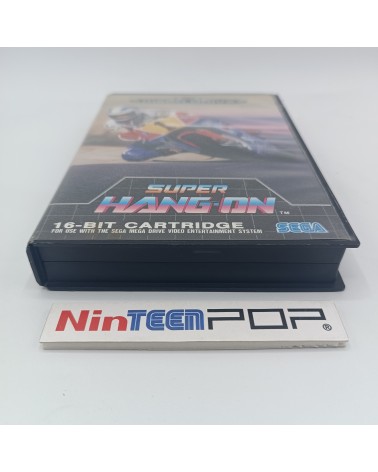 SUPER
HANG-ON TM
16-BIT CARTRIDGE
SEGA
FOR USE WITH THE SEGA MEGA DRIVE VIDEO ENTERTAINMENT SYSTEM
NinTEENPOP®